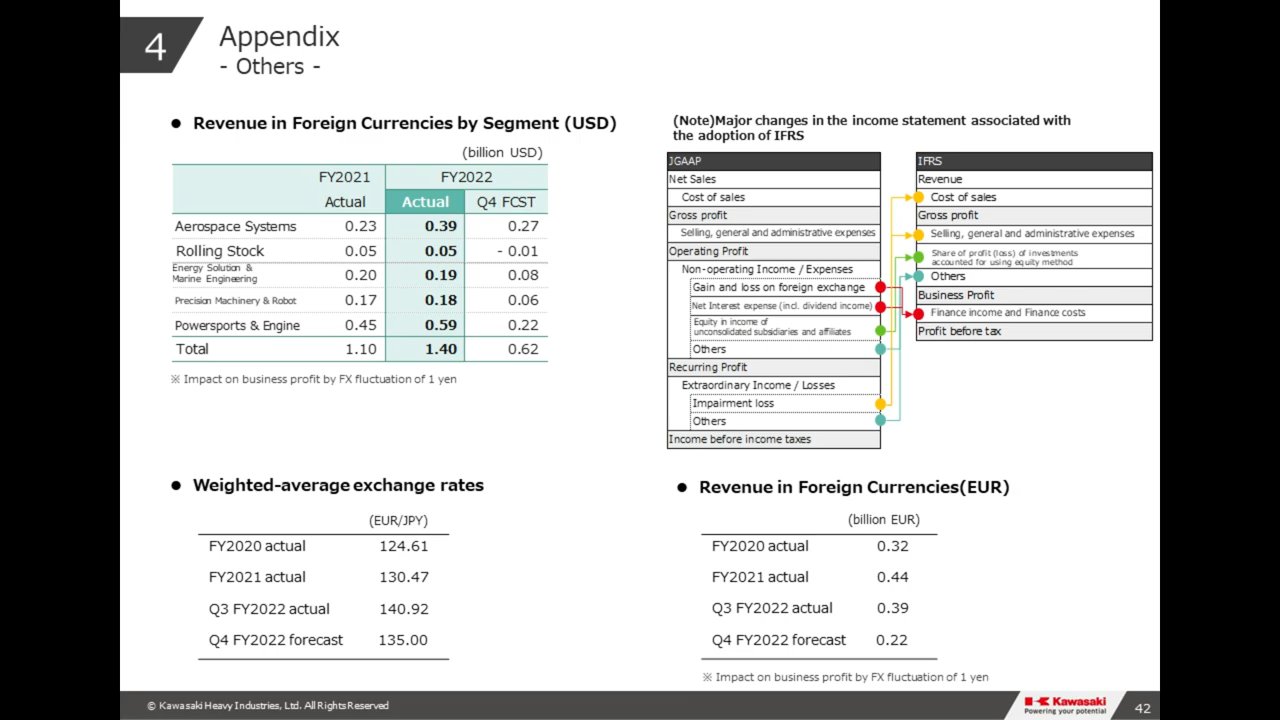 4
Appendix
- Others -
● Revenue in Foreign Currencies by Segment (USD)
(billion USD)
FY2021 FY2022
Actual Actual Q4 FCST
Aerospace Systems 0.23 0.39 0.27
Rolling Stock 0.05 0.05 - 0.01
Energy Solution &
Marine Engineering 0.20 0.19 0.08
Precision Machinery & Robot 0.17 0.18 0.06
Powersports & Engine 0.45 0.59 0.22
Total 1.10 1.40 0.62
※ Impact on business profit by FX fluctuation of 1 yen
(Note)Major changes in the income statement associated with
the adoption of IFRS
JGAAP
Net Sales
Cost of sales
Gross profit
Selling, general and administrative expenses
Operating Profit
Non-operating Income / Expenses
Gain and loss on foreign exchange
Net Interest expense (incl. dividend income)
Equity in income of
unconsolidated subsidiaries and affiliates
Others
Recurring Profit
Extraordinary Income / Losses
Impairment loss
Others
Income before income taxes
IFRS
Revenue
Cost of sales
Gross profit
Selling, general and administrative expenses
Share of profit (loss) of investments
accounted for using equity method
Others
Business Profit
Finance income and Finance costs
Profit before tax
● Weighted-average exchange rates
(EUR/JPY)
FY2020 actual 124.61
FY2021 actual 130.47
Q3 FY2022 actual 140.92
Q4 FY2022 forecast 135.00
● Revenue in Foreign Currencies(EUR)
(billion EUR)
FY2020 actual 0.32
FY2021 actual 0.44
Q3 FY2022 actual 0.39
Q4 FY2022 forecast 0.22
※ Impact on business profit by FX fluctuation of 1 yen
© Kawasaki Heavy Industries, Ltd. All Rights Reserved
Kawasaki
Powering your potential
42